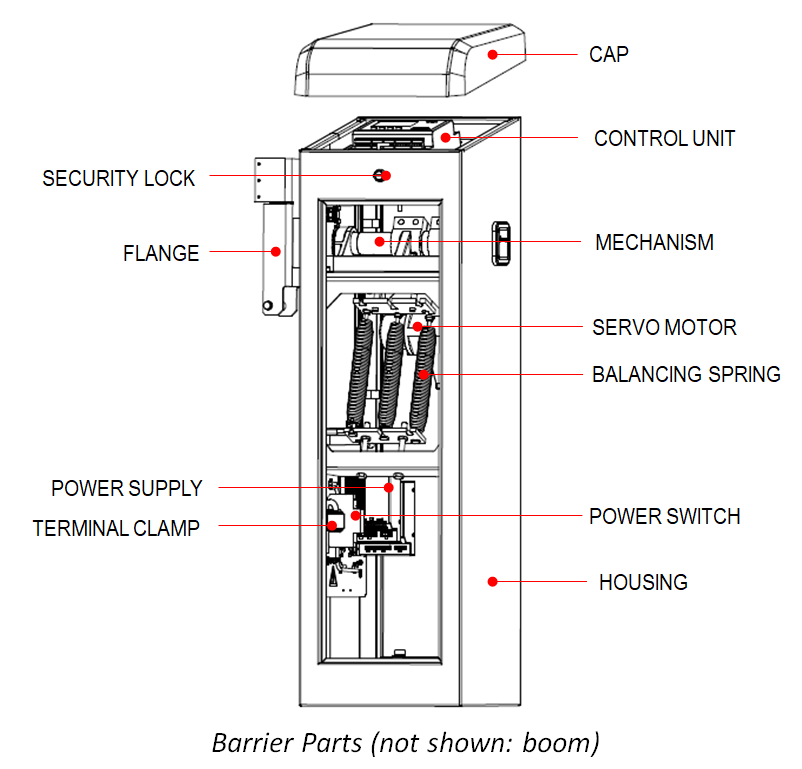 CAP
CONTROL UNIT
SECURITY LOCK
MECHANISM
FLANGE
SERVO MOTOR
BALANCING SPRING
POWER SUPPLY
POWER SWITCH
TERMINAL CLAMP
HOUSING
Barrier Parts (not shown: boom)